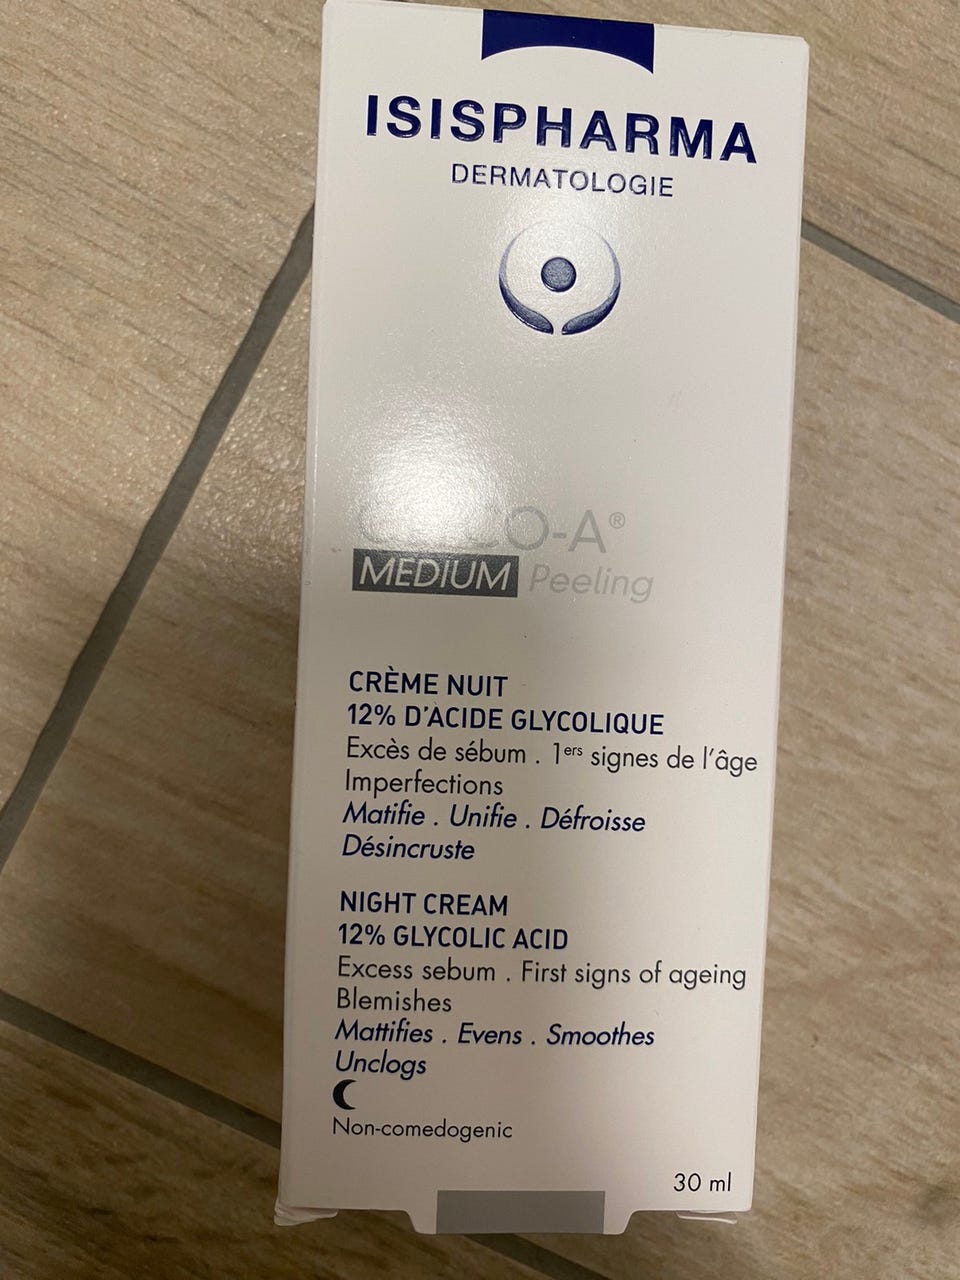 ISISPHARMA
DERMATOLOGIE
CO-A®
MEDIUM Peeling
CRÈME NUIT
12% D'ACIDE GLYCOLIQUE
Excès de sébum . 1ers signes de l'âge
Imperfections
Matifie . Unifie . Défroisse
Désincruste
NIGHT CREAM
12% GLYCOLIC ACID
Excess sebum . First signs of ageing
Blemishes
Mattifies . Evens . Smoothes
Unclogs
Non-comedogenic
30 ml